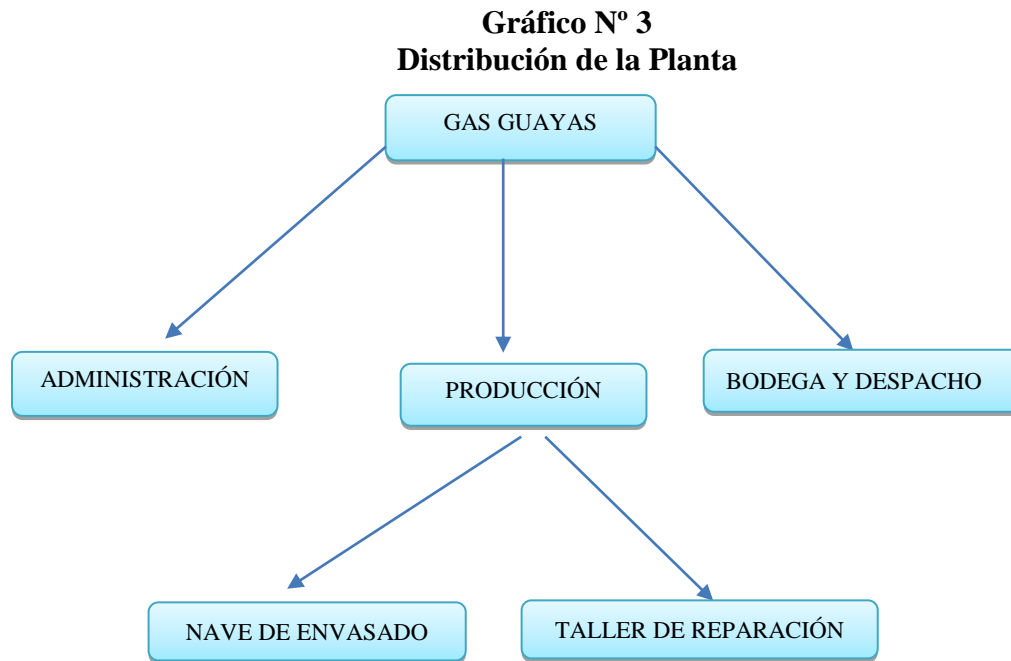 Gráfico Nº 3
Distribución de la Planta
GAS GUAYAS
ADMINISTRACIÓN
PRODUCCIÓN
BODEGA Y DESPACHO
NAVE DE ENVASADO
TALLER DE REPARACIÓN